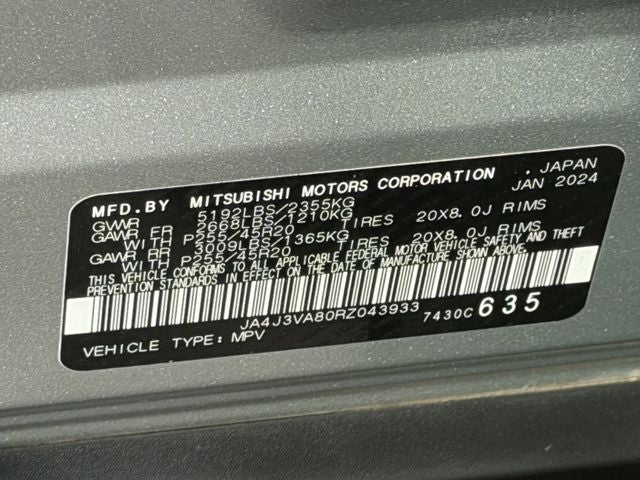 MFD.BY MITSUBISHI MOTORS CORPORATION , JAPAN
GVWR 5192LBS/2355KG JAN 2024
GAWR FR 2668LBS/1210KG
WITH P255/45R20 TIRES 20X8.0J RIMS
GAWR RR 3009LBS/1365KG
WITH P255/45R20 TIRES 20X8.0J RIMS
THIS VEHICLE CONFORMS TO ALL APPLICABLE FEDERAL MOTOR VEHICLE SAFETY AND THEFT
PREVENTION STANDARDS IN EFFECT ON THE DATE OF MANUFACTURE SHOWN ABOVE.
JA4J3VA80RZ043933 7430C 635
VEHICLE TYPE: MPV